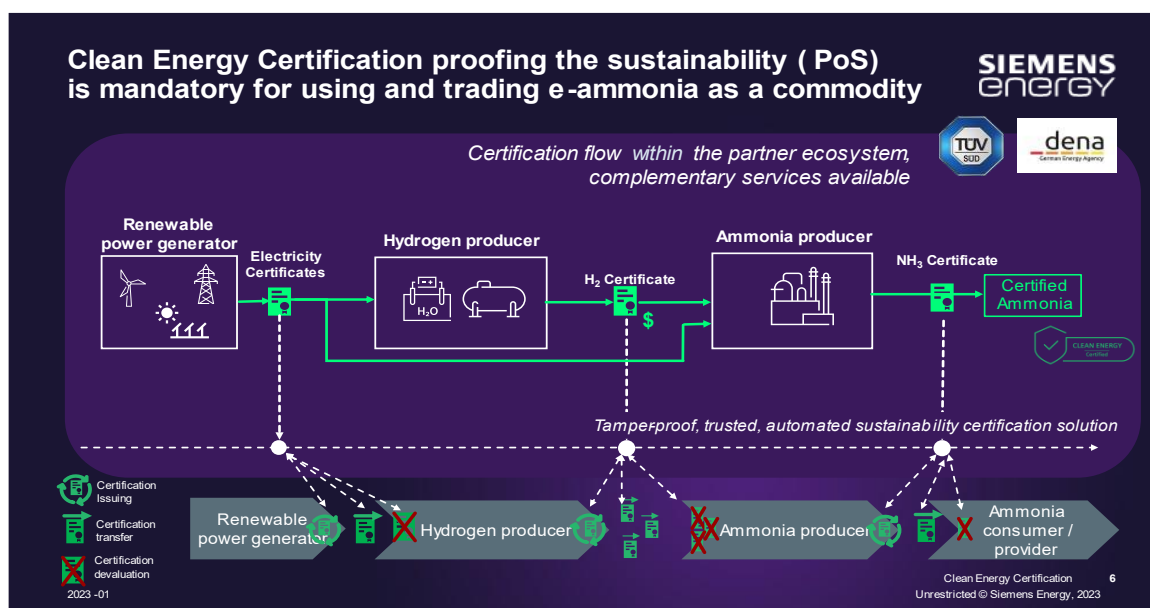 Clean Energy Certification proofing the sustainability ( PoS)
is mandatory for using and trading e-ammonia as a commodity
SIEMENS
energy
TÜV
SÜD
dena
German Energy Agency
Certification flow within the partner ecosystem,
complementary services available
Renewable
power generator
Electricity
Certificates
Hydrogen producer
H₂O
H₂ Certificate
$
Ammonia producer
NH₃ Certificate
Certified
Ammonia
CLEAN ENERGY
Certified
Tamper-proof, trusted, automated sustainability certification solution
Certification
Issuing
Certification
transfer
Certification
devaluation
Renewable
power generator
Hydrogen producer
Ammonia producer
Ammonia
consumer /
provider
2023 -01
Clean Energy Certification 6
Unrestricted © Siemens Energy, 2023